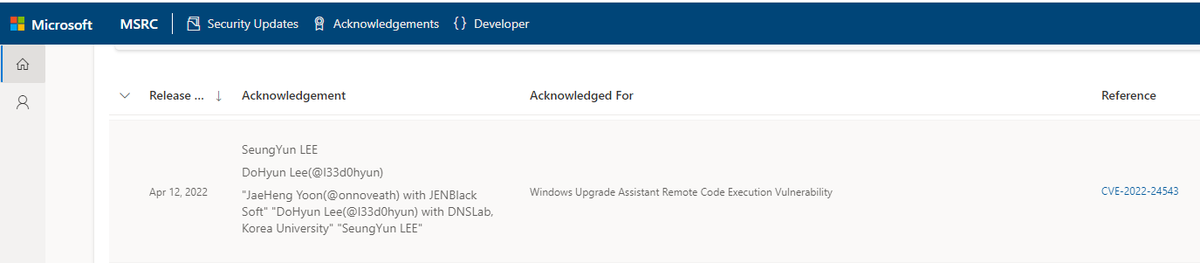 Microsoft MSRC Security Updates Acknowledgements {} Developer
Release ... ↓ Acknowledgement Acknowledged For Reference
SeungYun LEE
DoHyun Lee(@l33d0hyun)
Apr 12, 2022 "JaeHeng Yoon(@onnoveath) with JENBlack Windows Upgrade Assistant Remote Code Execution Vulnerability CVE-2022-24543
Soft" "DoHyun Lee(@l33d0hyun) with DNSLab,
Korea University" "SeungYun LEE"